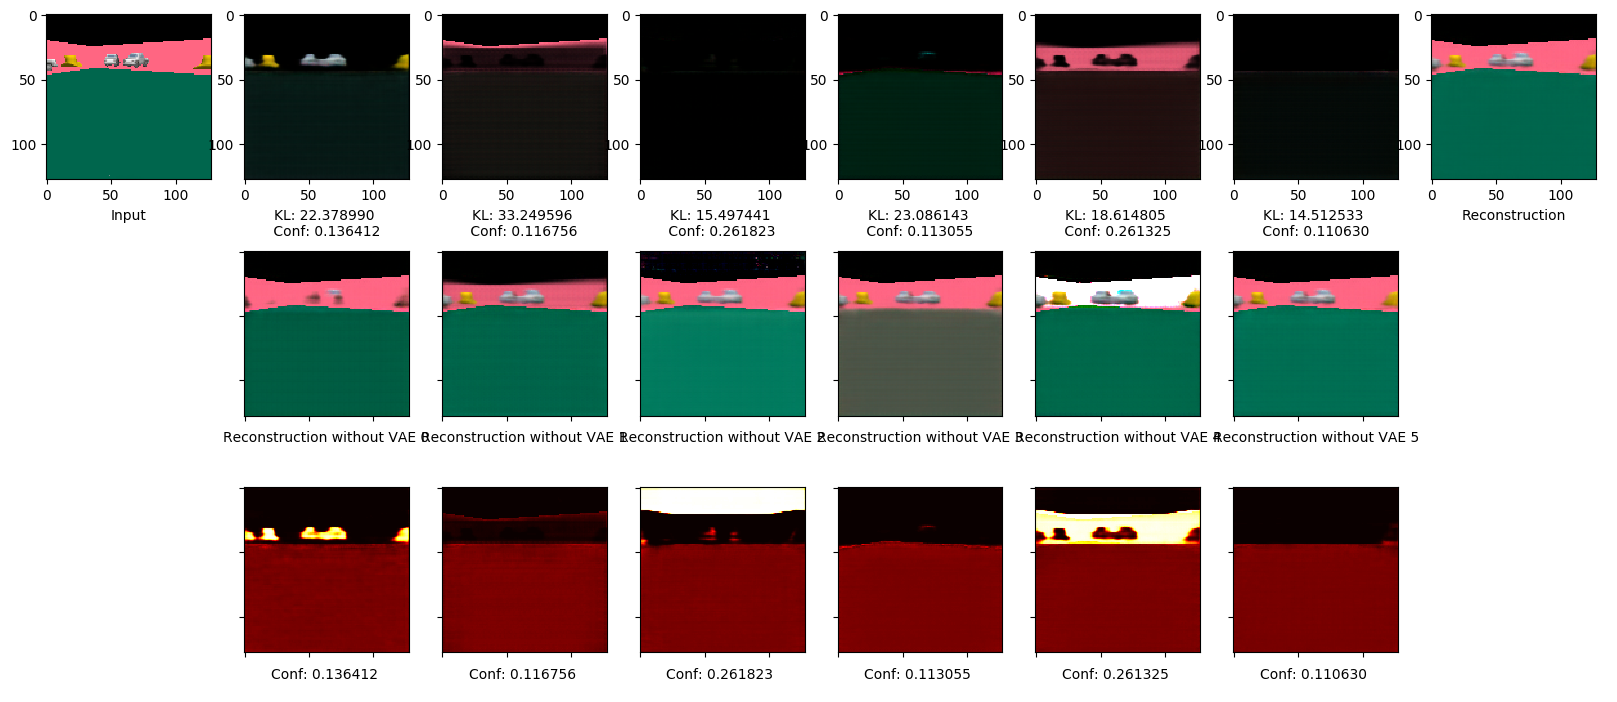 0
50
100
0 50 100
Input
0
50
100
0 50 100
KL: 22.378990
Conf: 0.136412
0
50
100
0 50 100
KL: 33.249596
Conf: 0.116756
0
50
100
0 50 100
KL: 15.497441
Conf: 0.261823
0
50
100
0 50 100
KL: 23.086143
Conf: 0.113055
0
50
100
0 50 100
KL: 18.614805
Conf: 0.261325
0
50
100
0 50 100
KL: 14.512533
Conf: 0.110630
0
50
100
0 50 100
Reconstruction
Reconstruction without VAE 0
Reconstruction without VAE 1
Reconstruction without VAE 2
Reconstruction without VAE 3
Reconstruction without VAE 4
Reconstruction without VAE 5
Conf: 0.136412
Conf: 0.116756
Conf: 0.261823
Conf: 0.113055
Conf: 0.261325
Conf: 0.110630